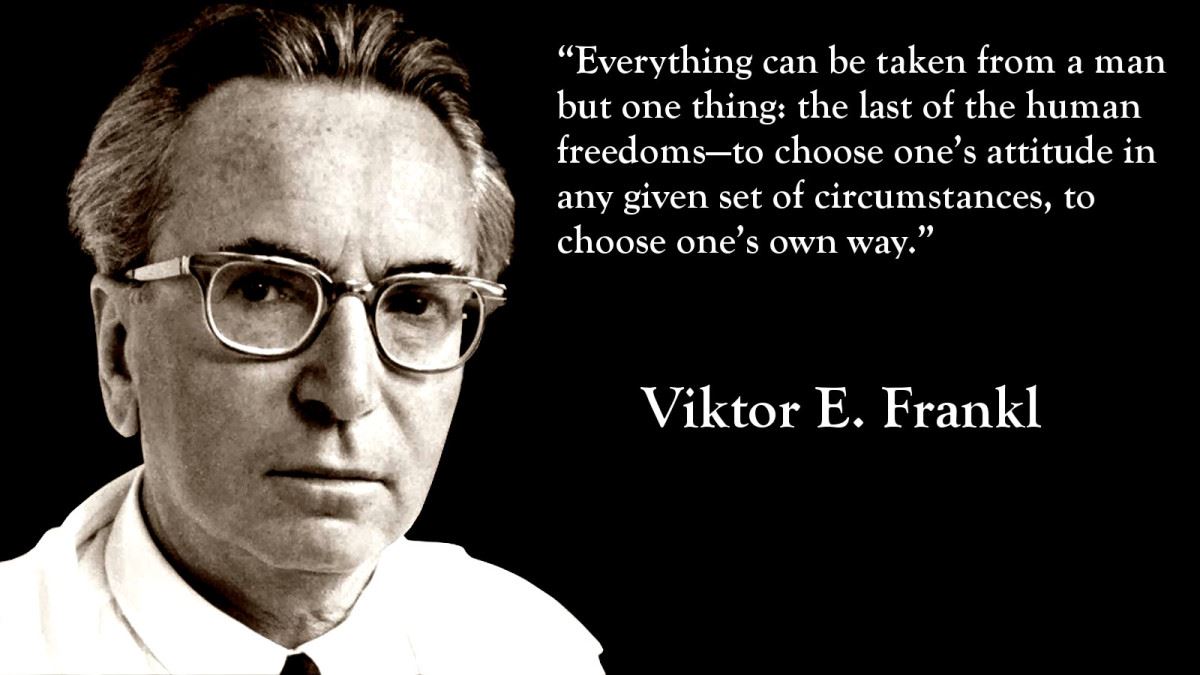 “Everything can be taken from a man
but one thing: the last of the human
freedoms—to choose one’s attitude in
any given set of circumstances, to
choose one’s own way.”
Viktor E. Frankl